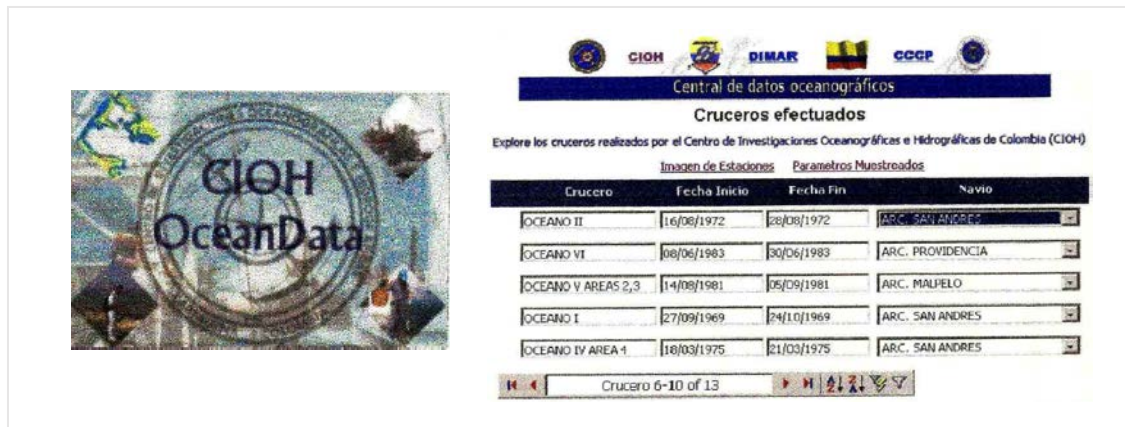 CIOH
OceanData
CIOH DIMAR CCCP
Central de datos oceanográficos
Cruceros efectuados
Explore los cruceros realizados por el Centro de Investigaciones Oceanográficas e Hidrográficas de Colombia (CIOH)
Imagen de Estaciones Parametros Muestreados
Crucero Fecha Inicio Fecha Fin Navio
OCEANO II 16/08/1972 28/08/1972 ARC. SAN ANDRES
OCEANO VI 08/06/1983 30/06/1983 ARC. PROVIDENCIA
OCEANO V AREAS 2,3 14/08/1981 05/09/1981 ARC. MALPELO
OCEANO I 27/09/1969 24/10/1969 ARC. SAN ANDRES
OCEANO IV AREA 4 18/03/1975 21/03/1975 ARC. SAN ANDRES
Crucero 6-10 of 13